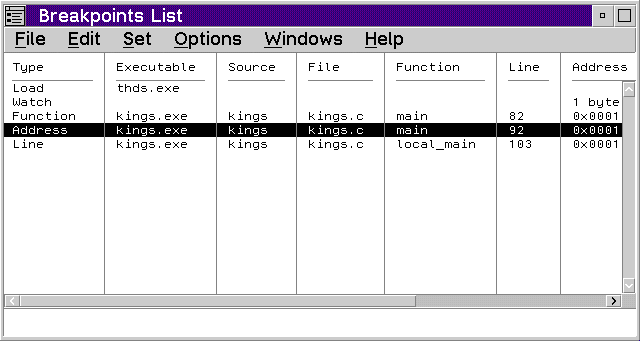 Breakpoints List
File Edit Set Options Windows Help
Type Executable Source File Function Line Address
Load thds.exe
Watch 1 byte
Function kings.exe kings kings.c main 82 0x0001
Address kings.exe kings kings.c main 92 0x0001
Line kings.exe kings kings.c local_main 103 0x0001